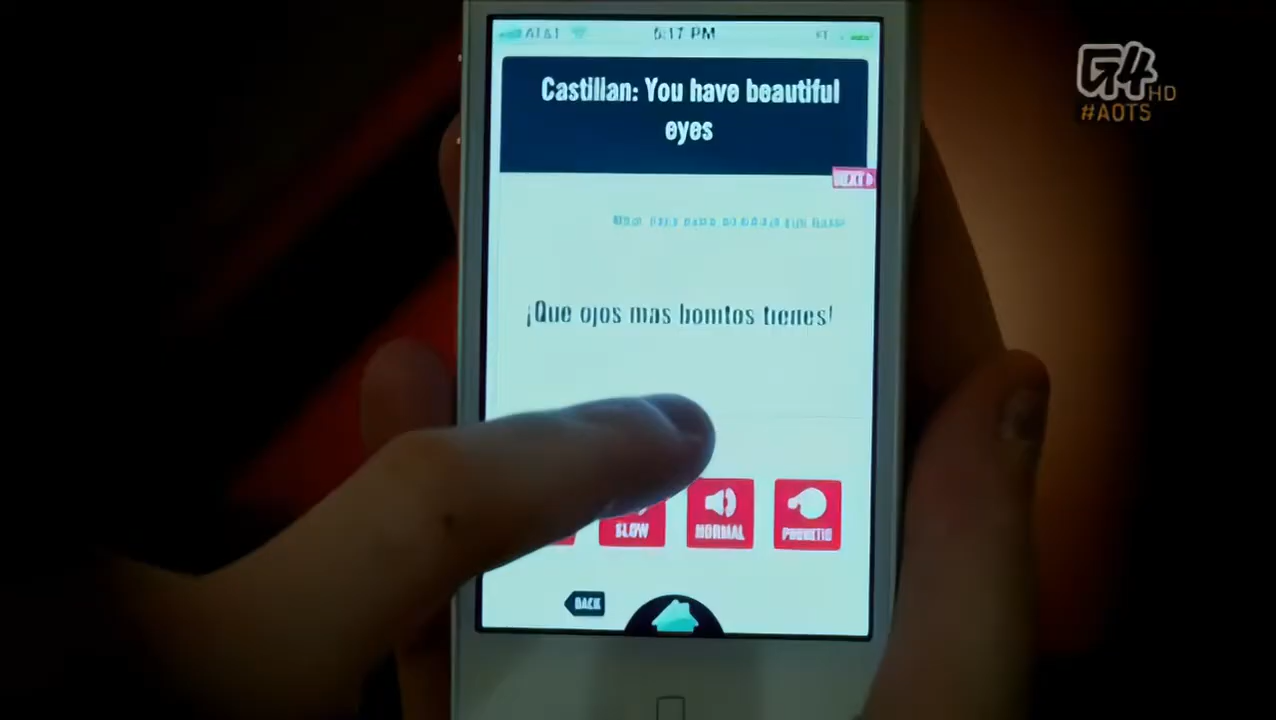 AT&T
5:17 PM
G4
HD
#AOTS
Castilian: You have beautiful
eyes
NEXT
¡Que ojos mas bonitos tienes!
SLOW
NORMAL
PHONETIC
BACK